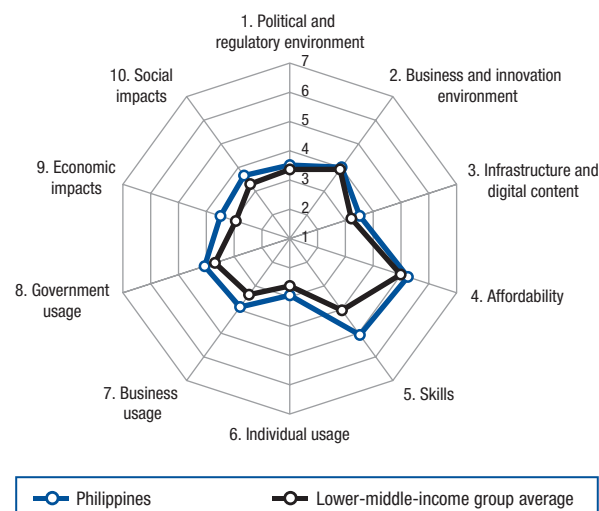 1. Political and
regulatory environment
2. Business and innovation
environment
3. Infrastructure and
digital content
4. Affordability
5. Skills
6. Individual usage
7. Business
usage
8. Government
usage
9. Economic
impacts
10. Social
impacts
7
6
5
4
3
2
1
Philippines
Lower-middle-income group average